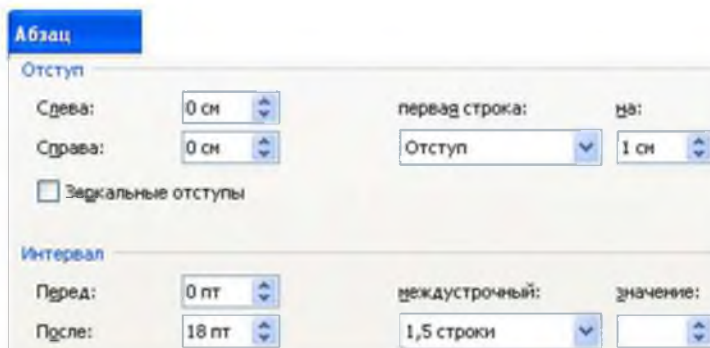 Абзац
Отступ
Слева: 0 см первая строка: на:
Справа: 0 см Отступ 1 см
Зеркальные отступы
Интервал
Перед: 0 пт междустрочный: значение:
После: 18 пт 1,5 строки